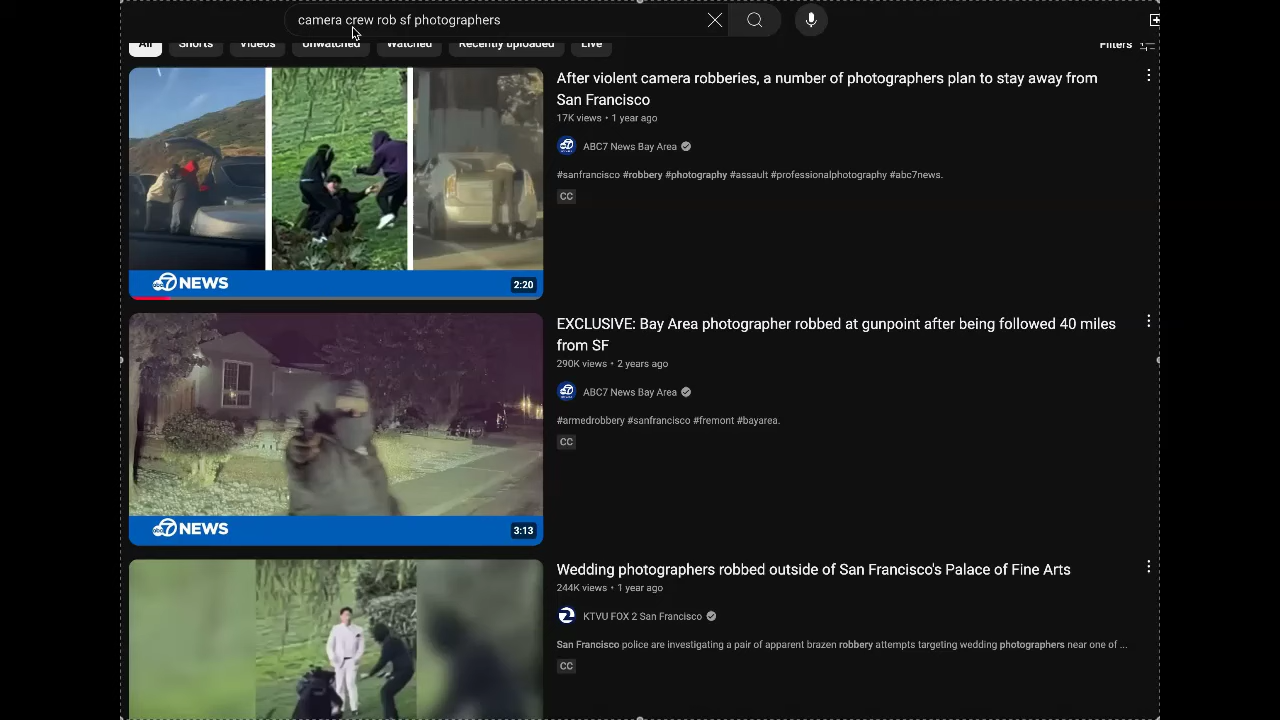 camera crew rob sf photographers
All Shorts Videos Unwatched Watched Recently uploaded Live Filters
After violent camera robberies, a number of photographers plan to stay away from
San Francisco
17K views • 1 year ago
ABC7 News Bay Area
#sanfrancisco #robbery #photography #assault #professionalphotography #abc7news.
CC
abc 7 NEWS
2:20
EXCLUSIVE: Bay Area photographer robbed at gunpoint after being followed 40 miles
from SF
290K views • 2 years ago
ABC7 News Bay Area
#armedrobbery #sanfrancisco #fremont #bayarea.
CC
abc 7 NEWS
3:13
Wedding photographers robbed outside of San Francisco's Palace of Fine Arts
244K views • 1 year ago
KTVU FOX 2 San Francisco
San Francisco police are investigating a pair of apparent brazen robbery attempts targeting wedding photographers near one of ...
CC